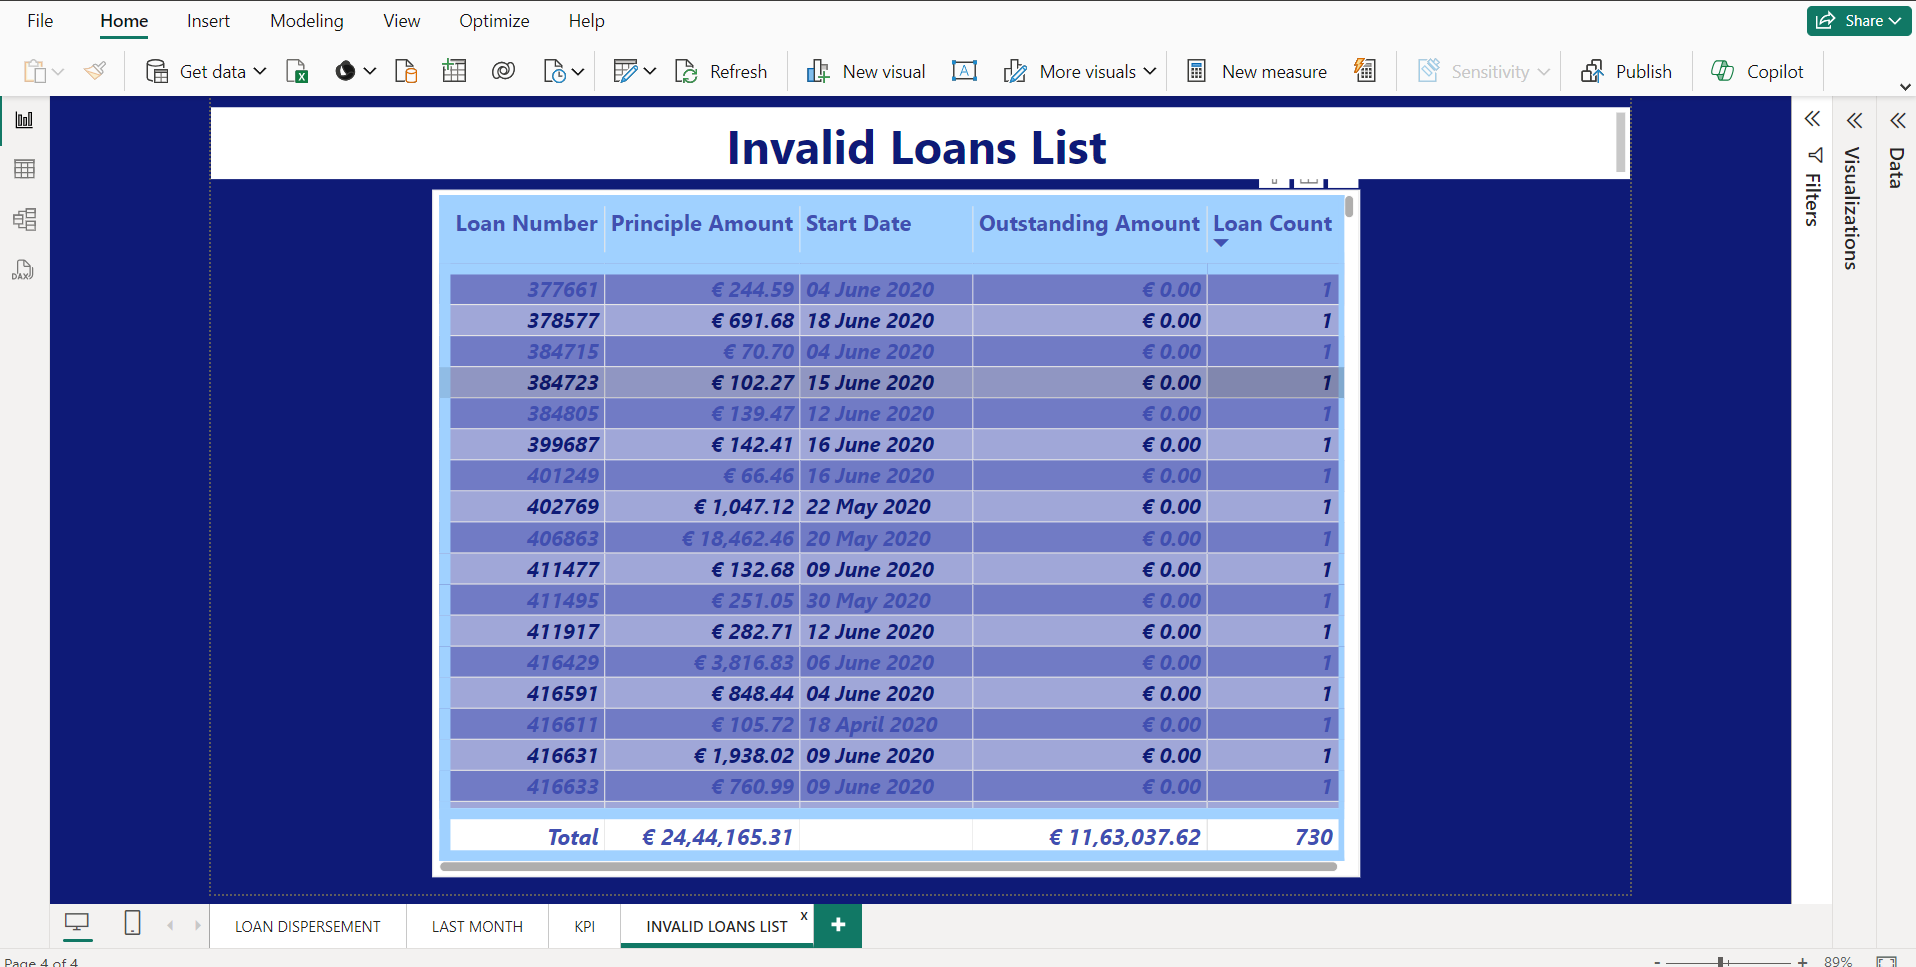 File Home Insert Modeling View Optimize Help Share
Get data Refresh New visual More visuals New measure Sensitivity Publish Copilot
Invalid Loans List
Loan Number Principle Amount Start Date Outstanding Amount Loan Count
377661 € 244.59 04 June 2020 € 0.00 1
378577 € 691.68 18 June 2020 € 0.00 1
384715 € 70.70 04 June 2020 € 0.00 1
384723 € 102.27 15 June 2020 € 0.00 1
384805 € 139.47 12 June 2020 € 0.00 1
399687 € 142.41 16 June 2020 € 0.00 1
401249 € 66.46 16 June 2020 € 0.00 1
402769 € 1,047.12 22 May 2020 € 0.00 1
406863 € 18,462.46 20 May 2020 € 0.00 1
411477 € 132.68 09 June 2020 € 0.00 1
411495 € 251.05 30 May 2020 € 0.00 1
411917 € 282.71 12 June 2020 € 0.00 1
416429 € 3,816.83 06 June 2020 € 0.00 1
416591 € 848.44 04 June 2020 € 0.00 1
416611 € 105.72 18 April 2020 € 0.00 1
416631 € 1,938.02 09 June 2020 € 0.00 1
416633 € 760.99 09 June 2020 € 0.00 1
Total € 24,44,165.31 € 11,63,037.62 730
Filters
Visualizations
Data
DAX
LOAN DISPERSEMENT LAST MONTH KPI INVALID LOANS LIST x +
Page 4 of 4 - + 89%